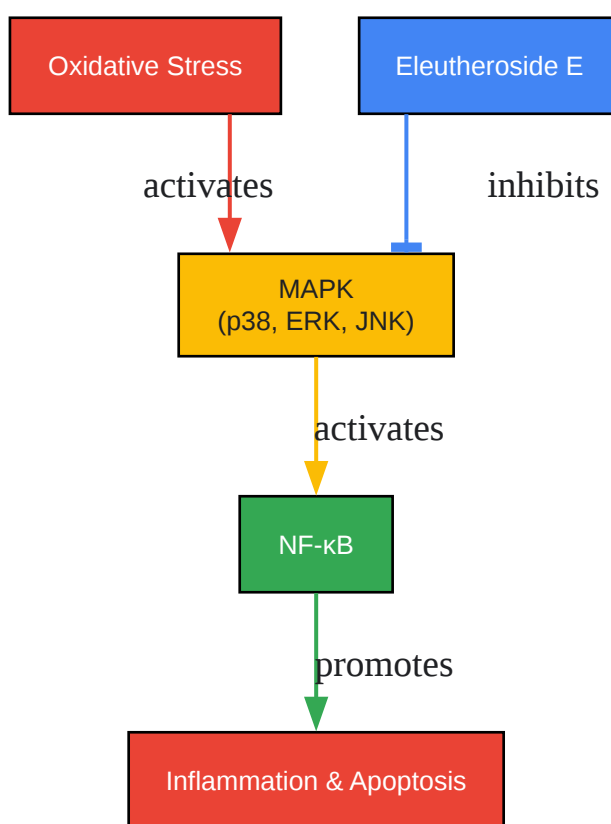 Oxidative Stress
Eleutheroside E
activates
inhibits
MAPK
(p38, ERK, JNK)
activates
NF-κB
promotes
Inflammation & Apoptosis